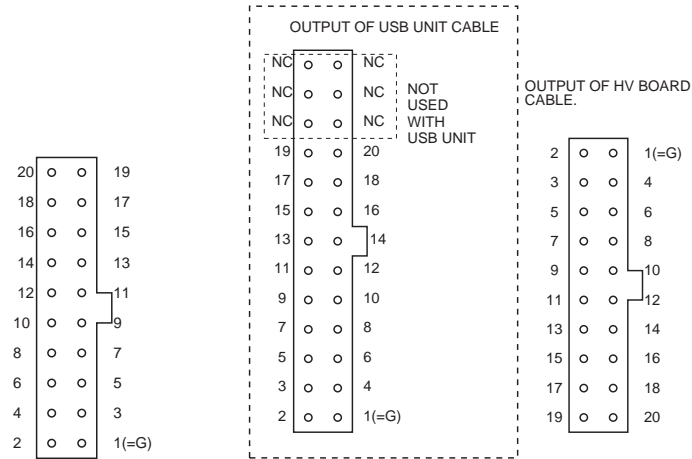 OUTPUT OF USB UNIT CABLE
NC NC
NC NC
NC NC
NOT
USED
WITH
USB UNIT
19 20
17 18
15 16
13 14
11 12
9 10
7 8
5 6
3 4
2 1(=G)
20 19
18 17
16 15
14 13
12 11
10 9
8 7
6 5
4 3
2 1(=G)
OUTPUT OF HV BOARD
CABLE.
2 1(=G)
3 4
5 6
7 8
9 10
11 12
13 14
15 16
17 18
19 20